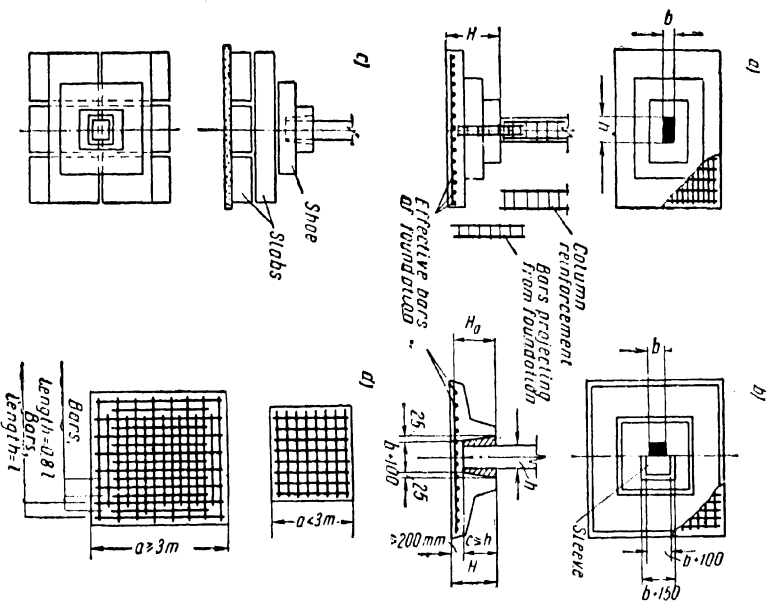 a)
b
h
H
Column
reinforcement
Bars projecting
from foundation
Effective bars
of foundation
b)
b
Sleeve
b+100
b+150
H₀
25
b+100
25
h
≥200 mm
c≥h
H
c)
Shoe
Slabs
d)
a<3m
a≥3m
Bars,
length=0.8 l
Bars,
length=l